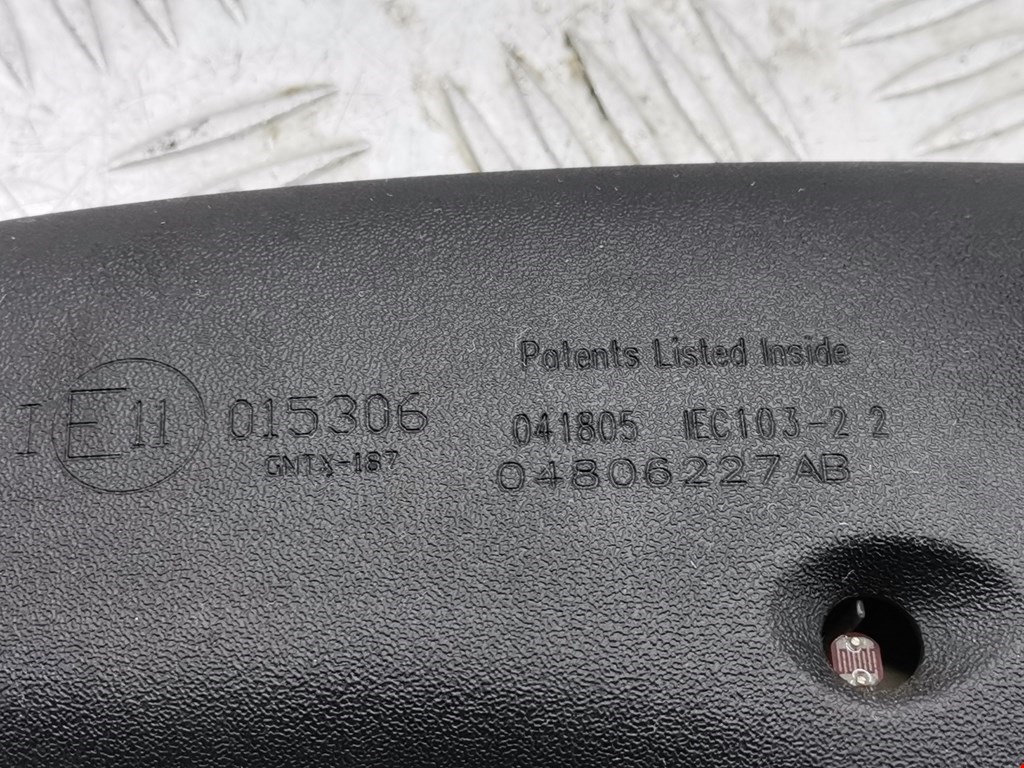 Patents Listed Inside
I E 11 015306
041805 IEC103-2 2
GNTX-187
04806227AB